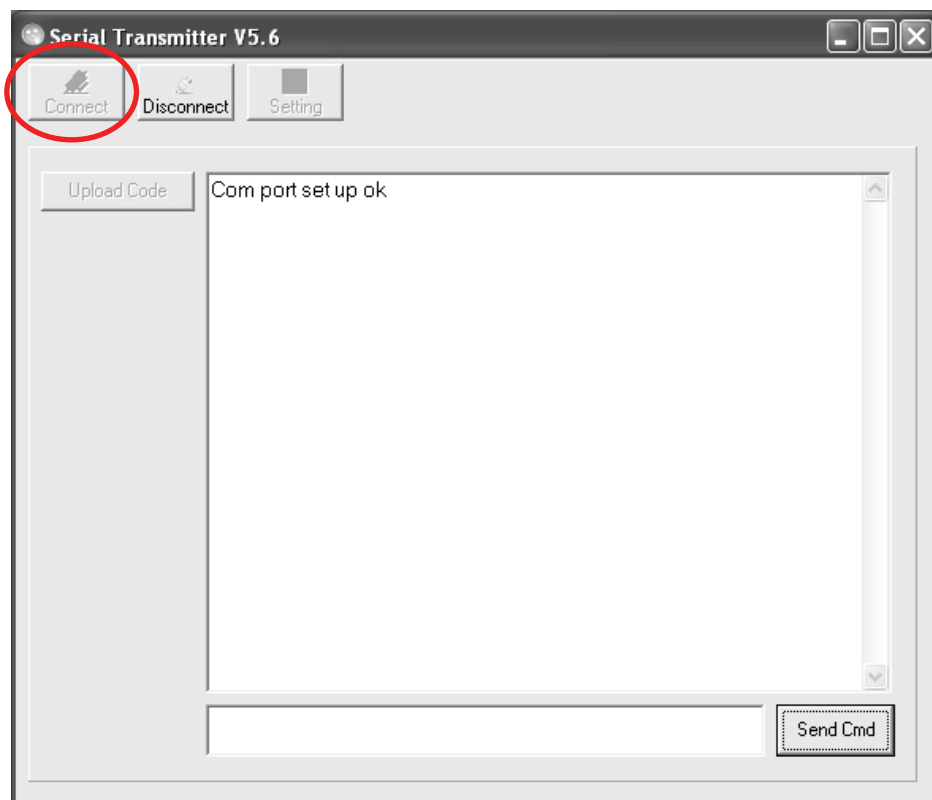 Serial Transmitter V5.6
Connect Disconnect Setting
Upload Code
Com port set up ok
Send Cmd